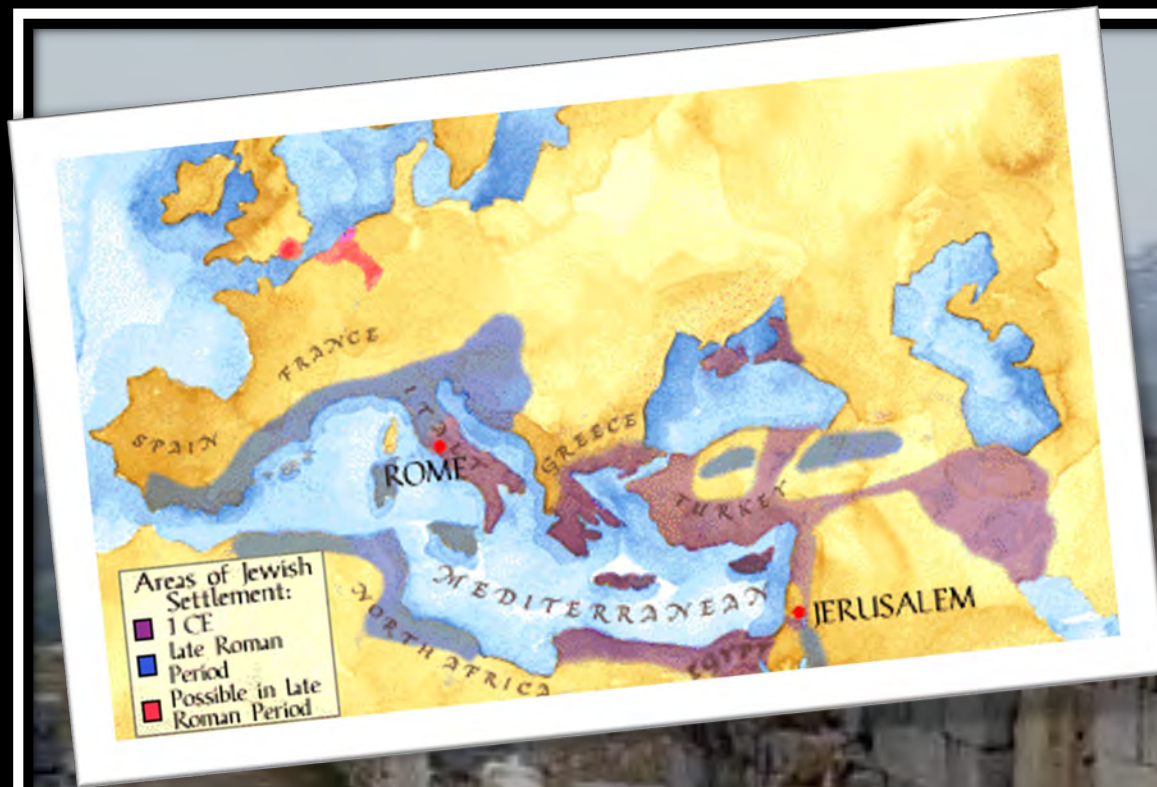 FRANCE
SPAIN
ITALY
ROME
GREECE
TURKEY
MEDITERRANEAN
JERUSALEM
NORTH AFRICA
EGYPT
Areas of Jewish
Settlement:
1 CE
late Roman
Period
Possible in late
Roman Period